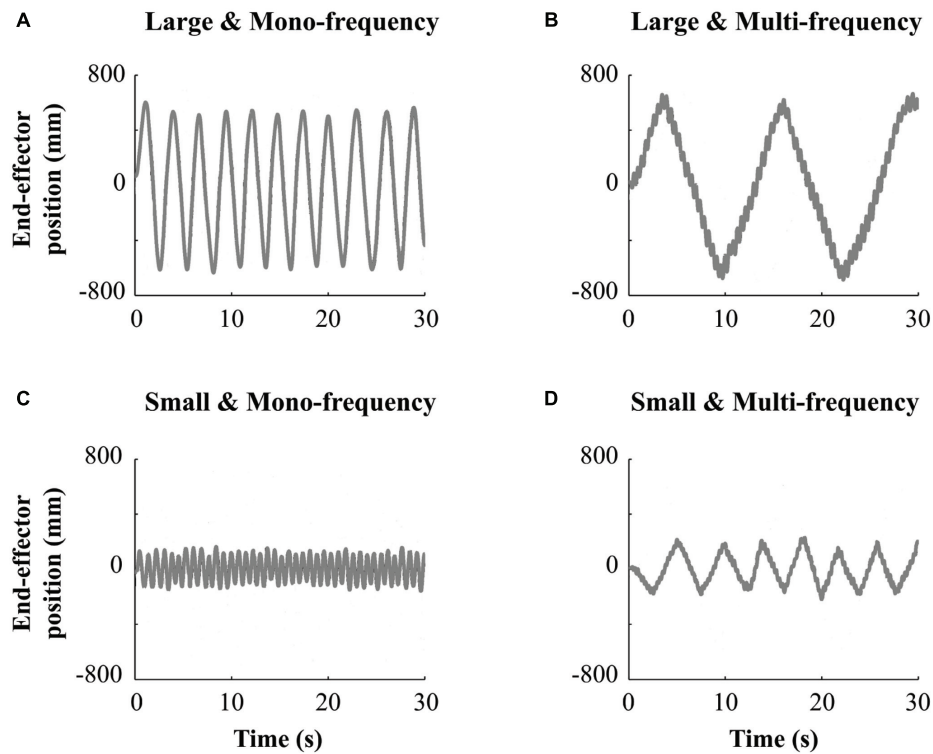 A Large & Mono-frequency
B Large & Multi-frequency
End-effector
position (mm)
800
0
-800
0 10 20 30
800
0
-800
0 10 20 30
C Small & Mono-frequency
D Small & Multi-frequency
End-effector
position (mm)
800
0
-800
0 10 20 30
Time (s)
800
0
-800
0 10 20 30
Time (s)